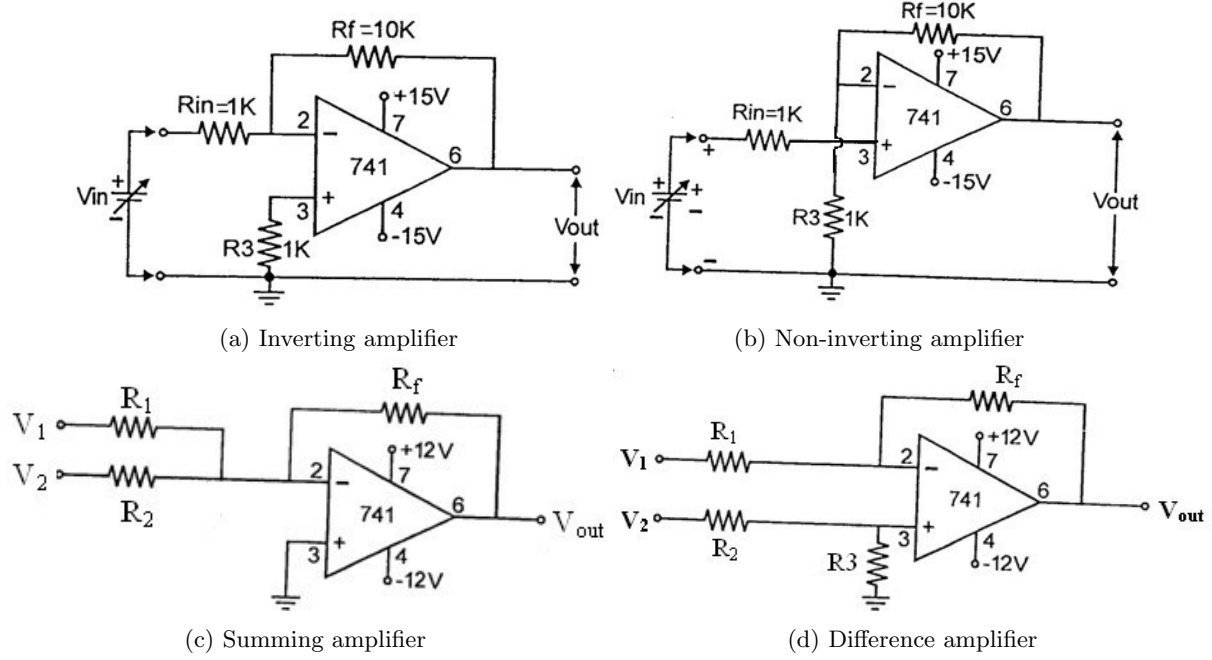 Rf=10K
+15V
Rin=1K
2
−
7
741
6
+
3
4
-15V
+
Vin
−
R3
1K
Vout
(a) Inverting amplifier
Rf=10K
+15V
2
−
7
Rin=1K
741
6
+
+
3
4
-15V
+
+
Vin
−
−
R3
1K
Vout
−
(b) Non-inverting amplifier
Rf
V1
R1
+12V
2
−
7
V2
R2
741
6
Vout
+
3
4
-12V
(c) Summing amplifier
Rf
R1
+12V
V1
2
−
7
741
6
Vout
V2
R2
+
3
R3
4
-12V
(d) Difference amplifier